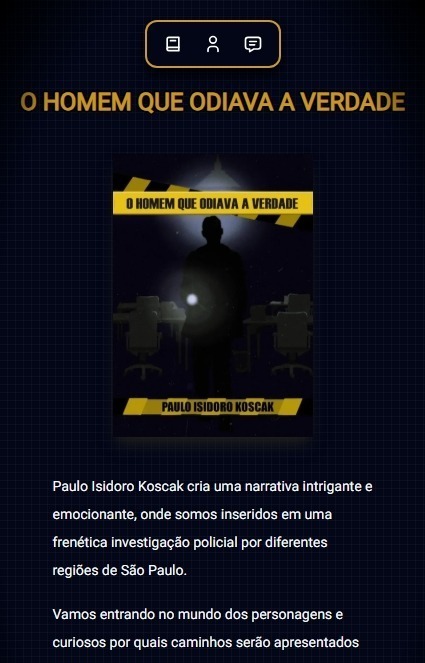 O HOMEM QUE ODIAVA A VERDADE
O HOMEM QUE ODIAVA A VERDADE
PAULO ISIDORO KOSCAK
Paulo Isidoro Koscak cria uma narrativa intrigante e
emocionante, onde somos inseridos em uma
frenética investigação policial por diferentes
regiões de São Paulo.
Vamos entrando no mundo dos personagens e
curiosos por quais caminhos serão apresentados